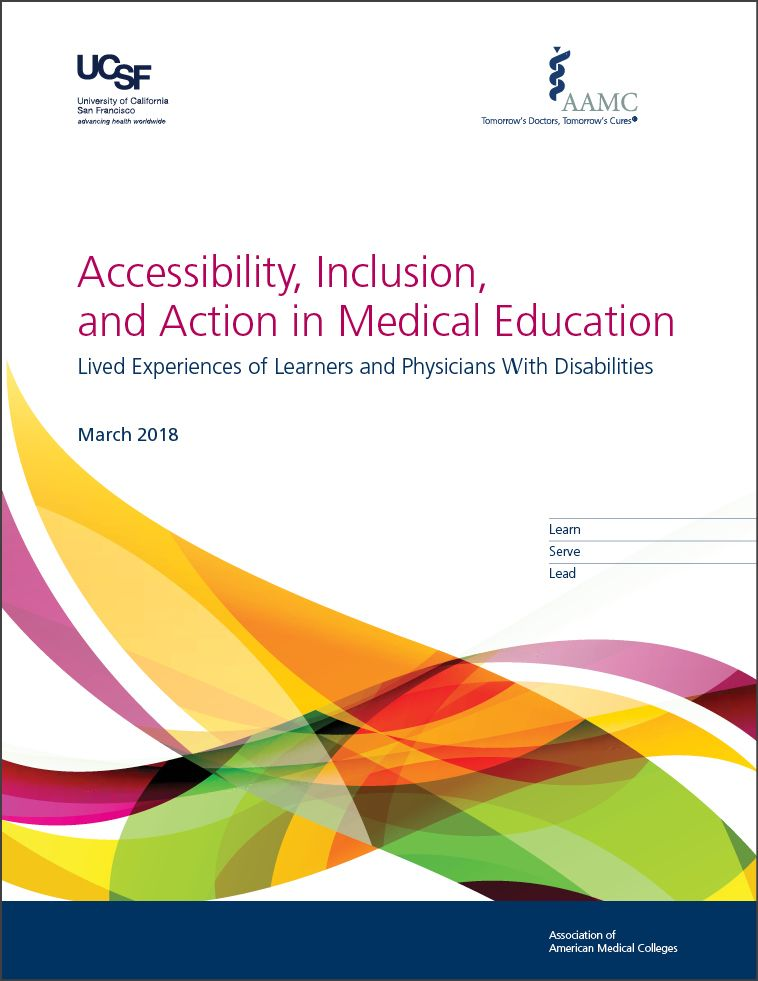 UCSF
University of California
San Francisco
advancing health worldwide
AAMC
Tomorrow's Doctors, Tomorrow's Cures®
Accessibility, Inclusion,
and Action in Medical Education
Lived Experiences of Learners and Physicians With Disabilities
March 2018
Learn
Serve
Lead
Association of
American Medical Colleges